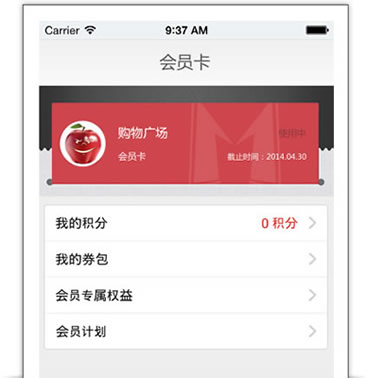 Carrier 9:37 AM
会员卡
购物广场 使用中
会员卡 截止时间：2014.04.30
我的积分 0 积分
我的券包
会员专属权益
会员计划